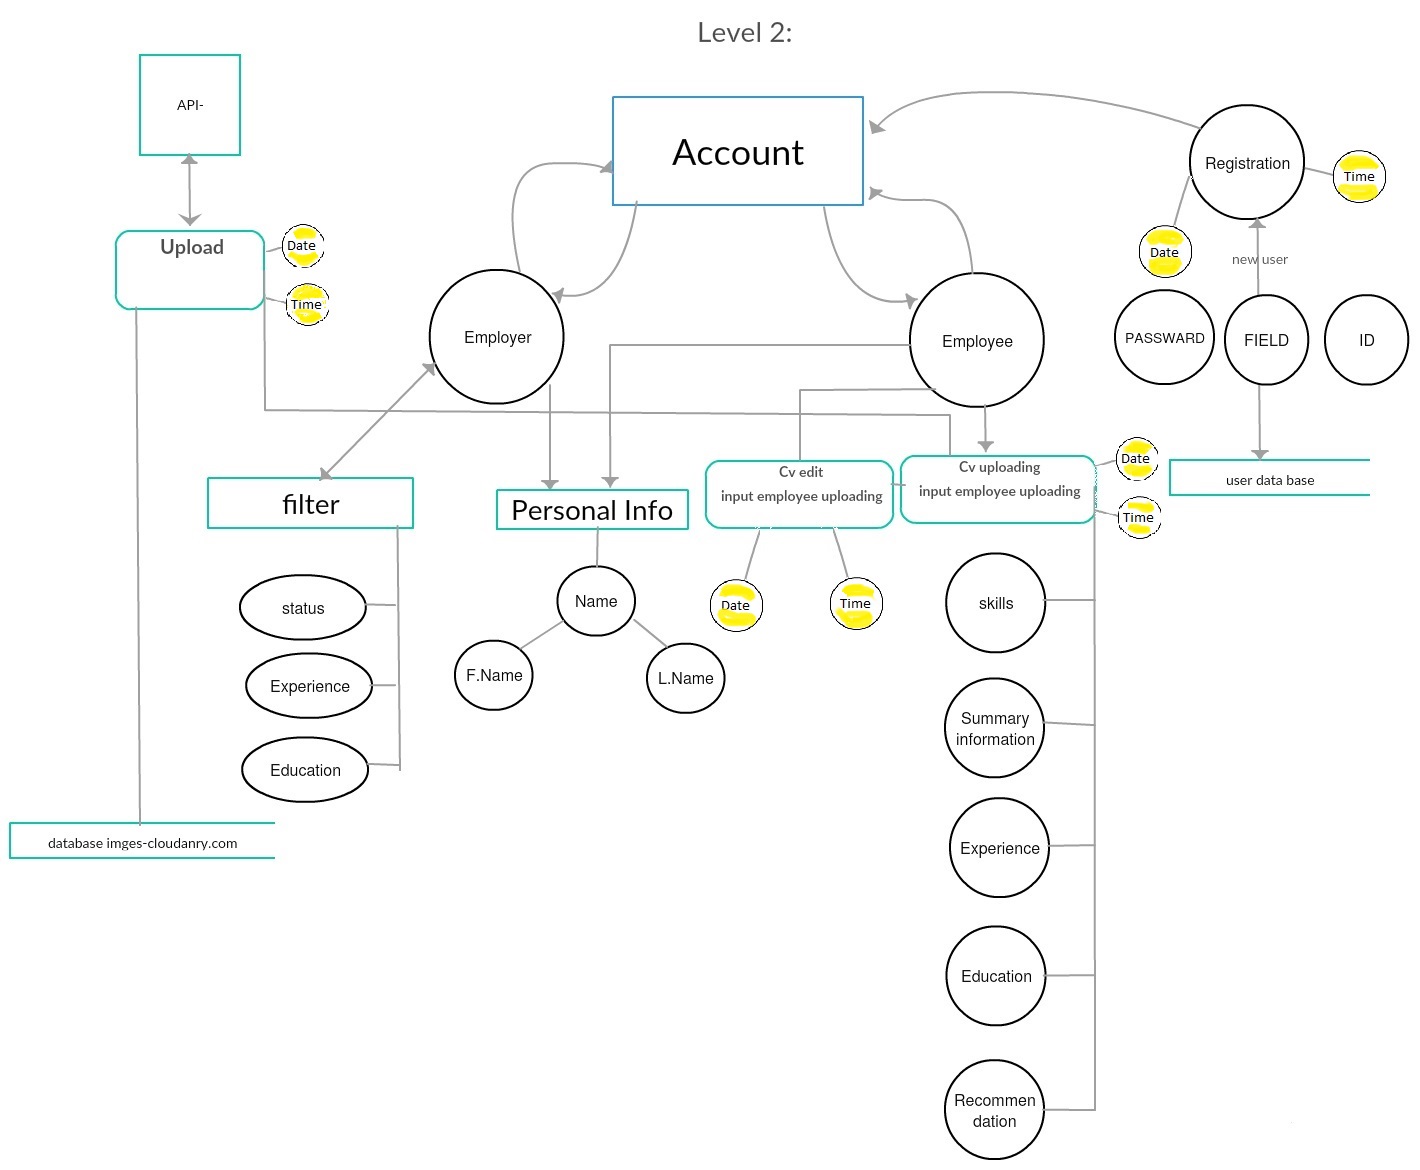 Level 2:
API-
Account
Registration
Time
Upload
Date
Date
new user
Time
Employer
Employee
PASSWARD
FIELD
ID
Date
Cv uploading
input employee uploading
Cv edit
input employee uploading
user data base
filter
Personal Info
Time
status
Name
Date
Time
skills
Experience
F.Name
L.Name
Summary
information
Education
database imges-cloudanry.com
Experience
Education
Recommen
dation